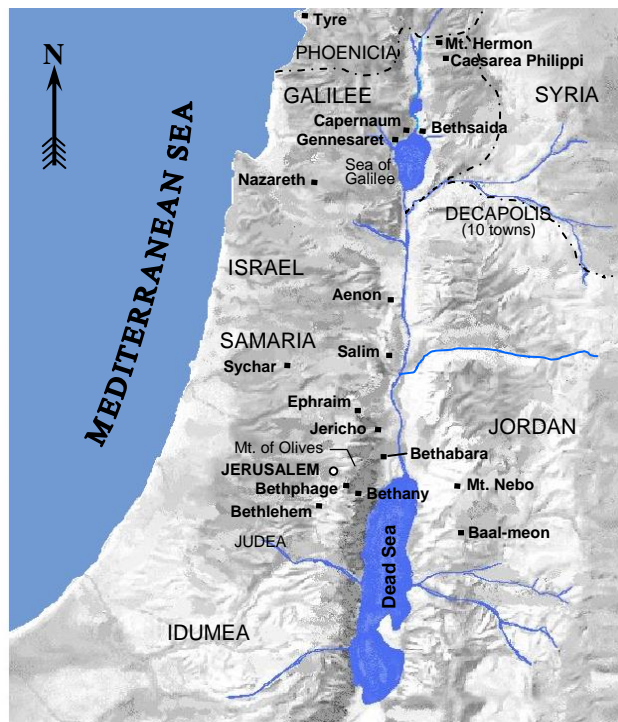 Tyre
N
PHOENICIA
Mt. Hermon
Caesarea Philippi
GALILEE
SYRIA
Capernaum
Bethsaida
Gennesaret
Sea of
Galilee
Nazareth
DECAPOLIS
(10 towns)
MEDITERRANEAN SEA
ISRAEL
Aenon
SAMARIA
Salim
Sychar
Ephraim
Jericho
JORDAN
Mt. of Olives
Bethabara
JERUSALEM
Bethphage
Bethany
Mt. Nebo
Bethlehem
Baal-meon
JUDEA
Dead Sea
IDUMEA